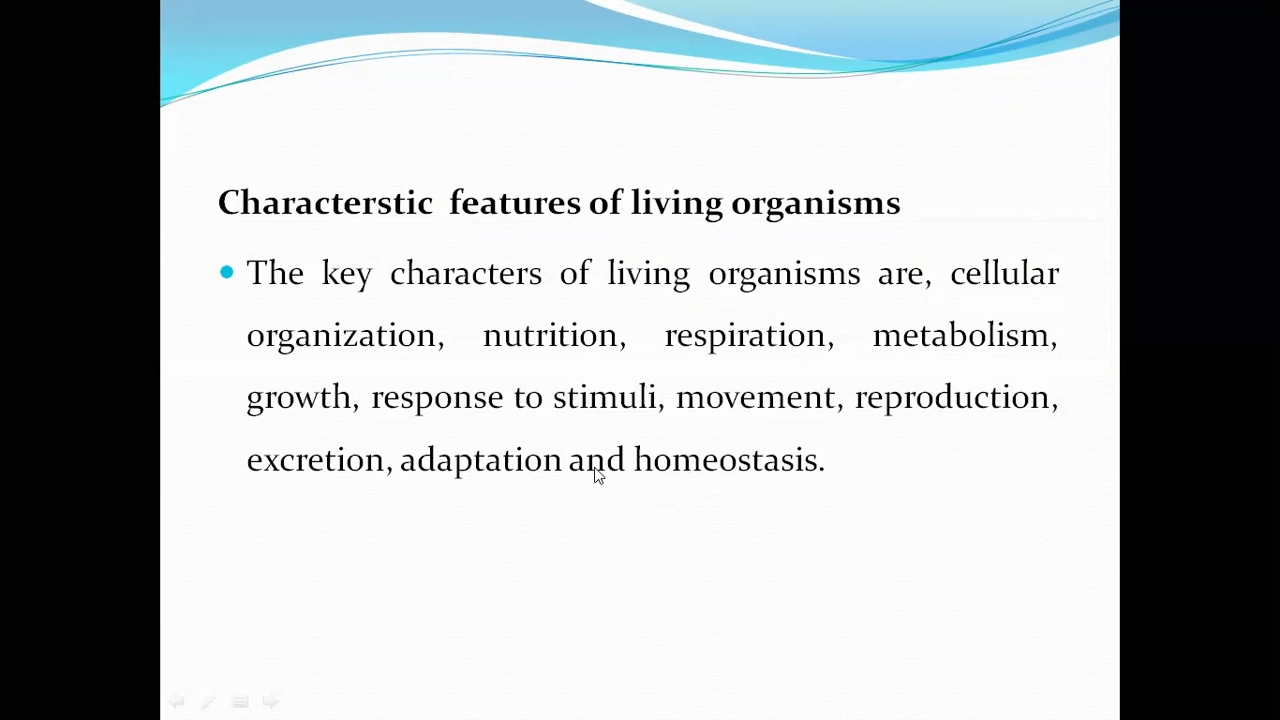 Characterstic features of living organisms
The key characters of living organisms are, cellular
organization, nutrition, respiration, metabolism,
growth, response to stimuli, movement, reproduction,
excretion, adaptation and homeostasis.